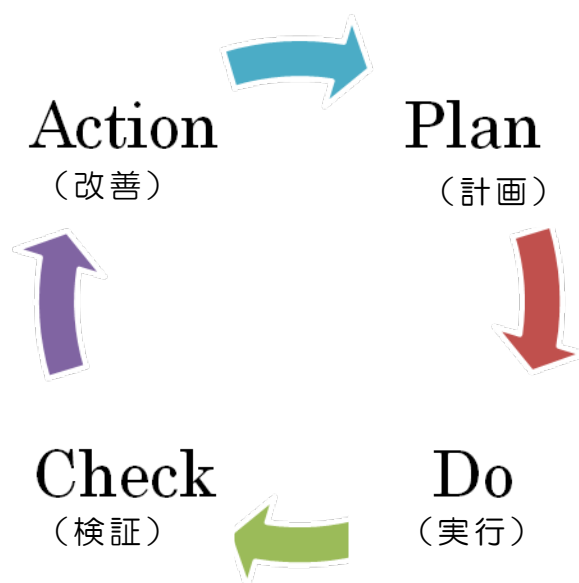 Action
（改善）
Plan
（計画）
Check
（検証）
Do
（実行）